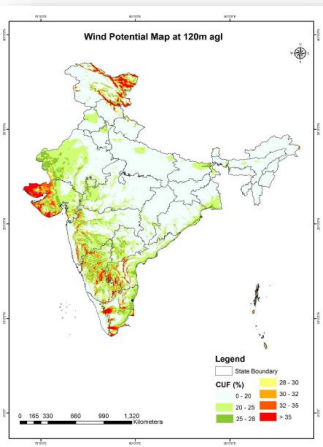 Wind Potential Map at 120m agl
Legend
State Boundary
CUF (%)
0 - 20
20 - 25
25 - 28
28 - 30
30 - 32
32 - 35
> 35
0 165 330 660 990 1,320
Kilometers